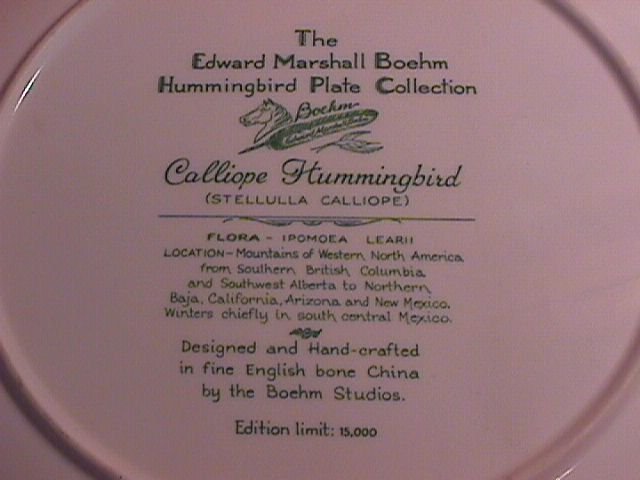 The
Edward Marshall Boehm
Hummingbird Plate Collection
Boehm
Edward Marshall Boehm
Calliope Hummingbird
(STELLULLA CALLIOPE)
FLORA - IPOMOEA LEARII
LOCATION-Mountains of Western North America
from Southern British Columbia
and Southwest Alberta to Northern
Baja, California, Arizona and New Mexico.
Winters chiefly in south central Mexico.
Designed and Hand-crafted
in fine English bone China
by the Boehm Studios.
Edition limit: 15,000